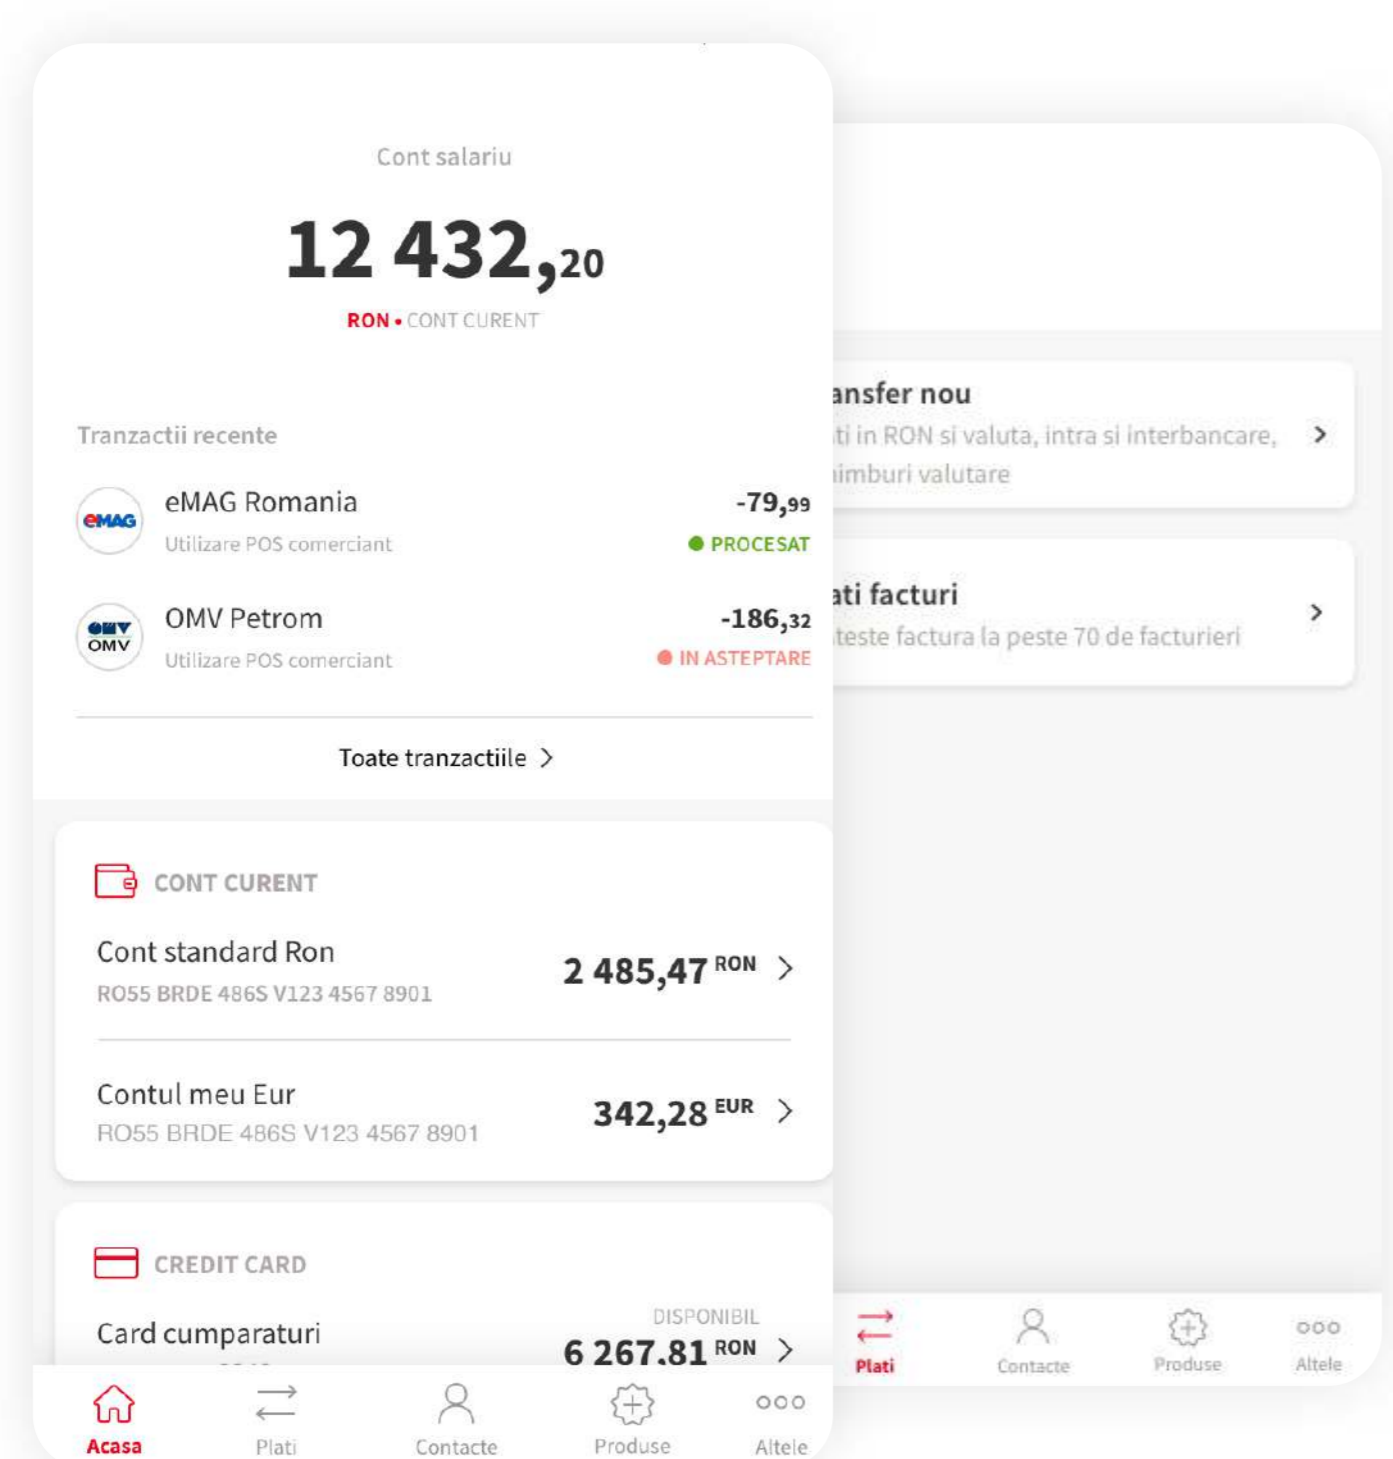 Cont salariu
12 432,20
RON • CONT CURENT
Tranzactii recente
eMAG
eMAG Romania
-79,99
Utilizare POS comerciant
PROCESAT
OMV
OMV
OMV Petrom
-186,32
Utilizare POS comerciant
IN ASTEPTARE
Toate tranzactiile >
CONT CURENT
Cont standard Ron
2 485,47 RON >
RO55 BRDE 486S V123 4567 8901
Contul meu Eur
342,28 EUR >
RO55 BRDE 486S V123 4567 8901
CREDIT CARD
DISPONIBIL
Card cumparaturi
6 267,81 RON >
Acasa
Plati
Contacte
Produse
Altele
ansfer nou
ti in RON si valuta, intra si interbancare,
imburi valutare
ati facturi
teste factura la peste 70 de facturieri
Plati
Contacte
Produse
Altele